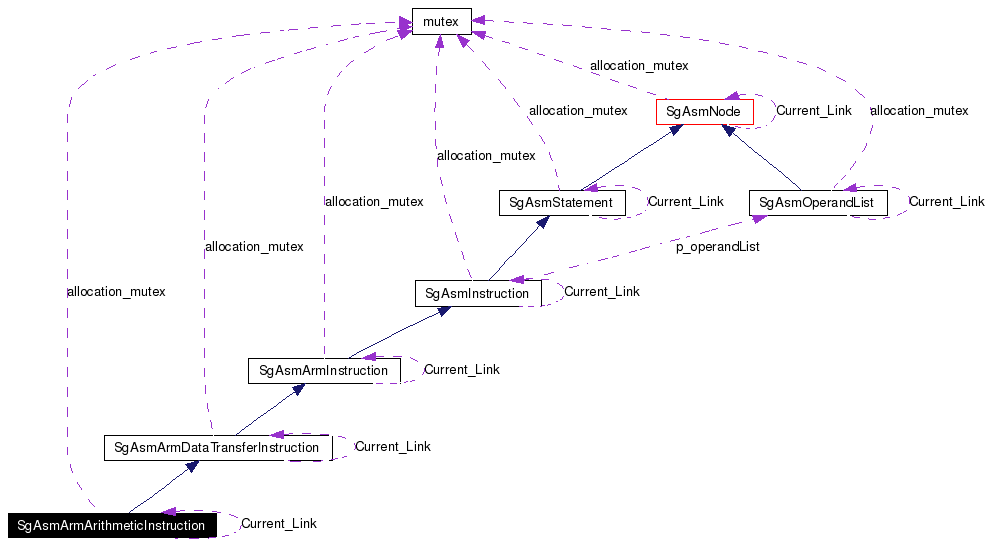 mutex
allocation_mutex
SgAsmNode
Current_Link
allocation_mutex
allocation_mutex
allocation_mutex
SgAsmStatement
Current_Link
SgAsmOperandList
Current_Link
allocation_mutex
allocation_mutex
p_operandList
allocation_mutex
SgAsmInstruction
Current_Link
SgAsmArmInstruction
Current_Link
SgAsmArmDataTransferInstruction
Current_Link
SgAsmArmArithmeticInstruction
Current_Link